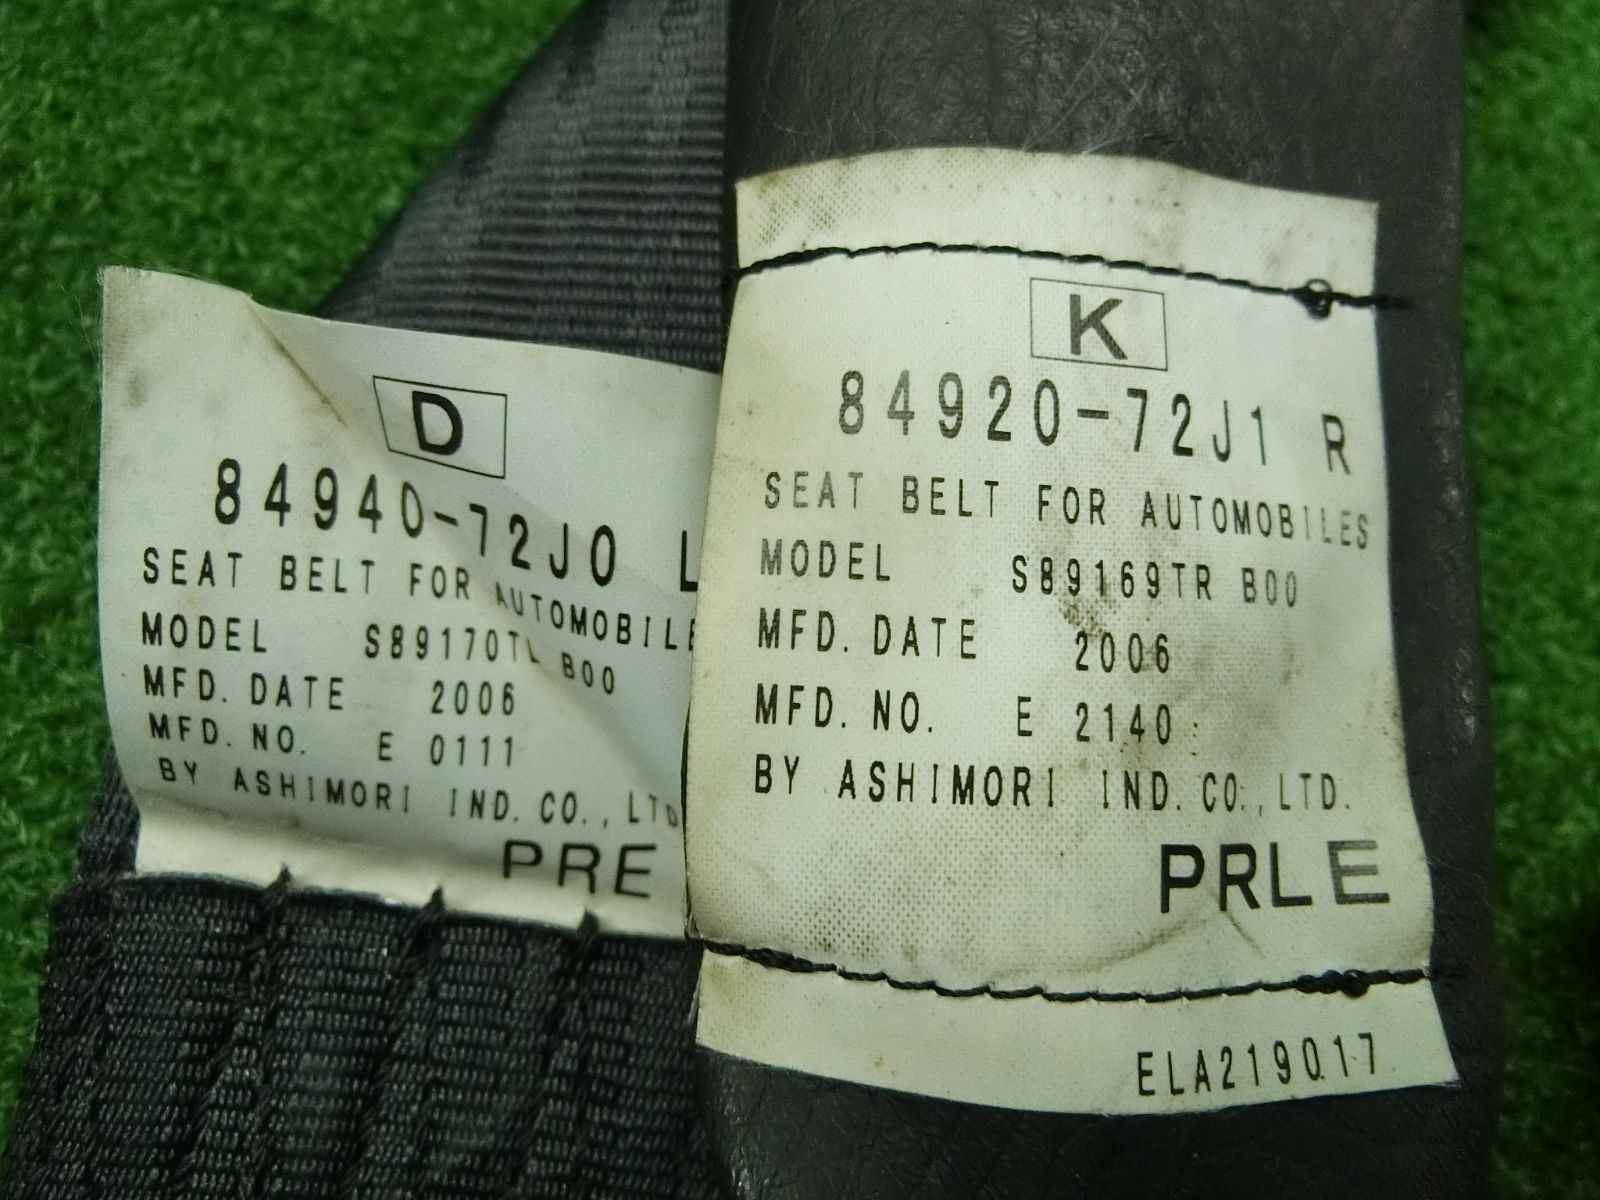 D
84940-72J0 L
SEAT BELT FOR AUTOMOBILE
MODEL S89170TL B00
MFD. DATE 2006
MFD. NO. E 0111
BY ASHIMORI IND. CO., LTD
PRE
K
84920-72J1 R
SEAT BELT FOR AUTOMOBILES
MODEL S89169TR B00
MFD. DATE 2006
MFD. NO. E 2140
BY ASHIMORI IND. CO., LTD.
PRLE
ELA219017